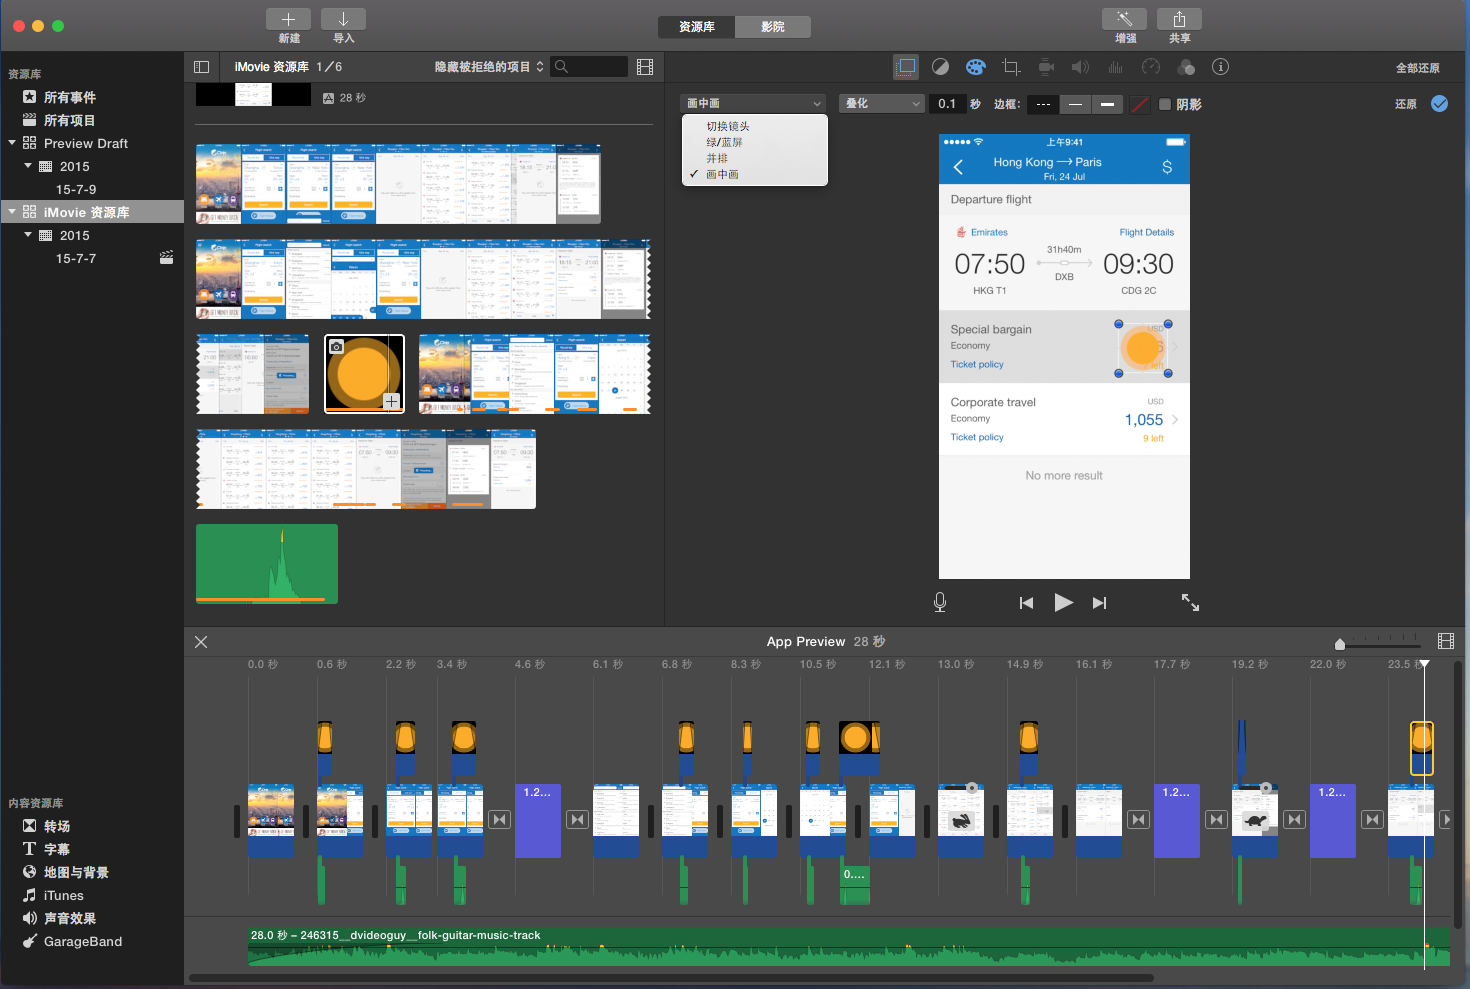 新建
导入
资源库
影院
增强
共享
资源库
所有事件
所有项目
Preview Draft
2015
15-7-9
iMovie 资源库
2015
15-7-7
内容资源库
转场
字幕
地图与背景
iTunes
声音效果
GarageBand
iMovie 资源库 1/6
隐藏被拒绝的项目
28 秒
全部还原
画中画
叠化
0.1 秒
边框:
阴影
还原
切换镜头
绿/蓝屏
并排
✓ 画中画
上午9:41
Hong Kong → Paris
Fri, 24 Jul
$
Departure flight
Emirates
Flight Details
07:50
31h40m
09:30
HKG T1
DXB
CDG 2C
Special bargain
USD
Economy
Ticket policy
left
Corporate travel
USD
Economy
1,055
Ticket policy
9 left
No more result
App Preview 28 秒
0.0 秒
0.6 秒
2.2 秒
3.4 秒
4.6 秒
6.1 秒
6.8 秒
8.3 秒
10.5 秒
12.1 秒
13.0 秒
14.9 秒
16.1 秒
17.7 秒
19.2 秒
22.0 秒
23.5 秒
1.2...
1.2...
1.2...
0....
28.0 秒 – 246315__dvideoguy__folk-guitar-music-track